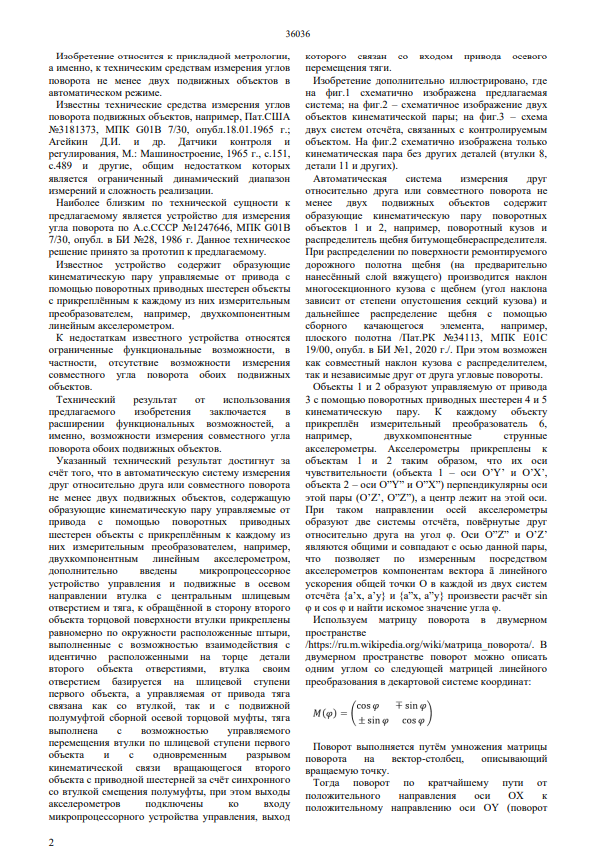 36036
Изобретение относится к прикладной метрологии,
а именно, к техническим средствам измерения углов
поворота не менее двух подвижных объектов в
автоматическом режиме.
Известны технические средства измерения углов
поворота подвижных объектов, например, Пат.США
№3181373, МПК G01B 7/30, опубл.18.01.1965 г.;
Агейкин Д.И. и др. Датчики контроля и
регулирования, М.: Машиностроение, 1965 г., с.151,
с.489 и другие, общим недостатком которых
является ограниченный динамический диапазон
измерений и сложность реализации.
Наиболее близким по технической сущности к
предлагаемому является устройство для измерения
угла поворота по А.с.СССР №1247646, МПК G01B
7/30, опубл. в БИ №28, 1986 г. Данное техническое
решение принято за прототип к предлагаемому.
Известное устройство содержит образующие
кинематическую пару управляемые от привода с
помощью поворотных приводных шестерен объекты
с прикреплённым к каждому из них измерительным
преобразователем, например, двухкомпонентным
линейным акселерометром.
К недостаткам известного устройства относятся
ограниченные функциональные возможности, в
частности, отсутствие возможности измерения
совместного угла поворота обоих подвижных
объектов.
Технический результат от использования
предлагаемого изобретения заключается в
расширении функциональных возможностей, а
именно, возможности измерения совместного угла
поворота обоих подвижных объектов.
Указанный технический результат достигнут за
счёт того, что в автоматическую систему измерения
друг относительно друга или совместного поворота
не менее двух подвижных объектов, содержащую
образующие кинематическую пару управляемые от
привода с помощью поворотных приводных
шестерен объекты с прикреплённым к каждому из
них измерительным преобразователем, например,
двухкомпонентным линейным акселерометром,
дополнительно введены микропроцессорное
устройство управления и подвижные в осевом
направлении втулка с центральным шлицевым
отверстием и тяга, к обращённой в сторону второго
объекта торцовой поверхности втулки прикреплены
равномерно по окружности расположенные штыри,
выполненные с возможностью взаимодействия с
идентично расположенными на торце детали
второго объекта отверстиями, втулка своим
отверстием базируется на шлицевой ступени
первого объекта, а управляемая от привода тяга
связана как со втулкой, так и с подвижной
полумуфтой сборной осевой торцовой муфты, тяга
выполнена с возможностью управляемого
перемещения втулки по шлицевой ступени первого
объекта и с одновременным разрывом
кинематической связи вращающегося второго
объекта с приводной шестерней за счёт синхронного
со втулкой смещения полумуфты, при этом выходы
акселерометров подключены ко входу
микропроцессорного устройства управления, выход
которого связан со входом привода осевого
перемещения тяги.
Изобретение дополнительно иллюстрировано, где
на фиг.1 схематично изображена предлагаемая
система; на фиг.2 – схематичное изображение двух
объектов кинематической пары; на фиг.3 – схема
двух систем отсчёта, связанных с контролируемым
объектом. На фиг.2 схематично изображена только
кинематическая пара без других деталей (втулки 8,
детали 11 и других).
Автоматическая система измерения друг
относительно друга или совместного поворота не
менее двух подвижных объектов содержит
образующие кинематическую пару поворотных
объектов 1 и 2, например, поворотный кузов и
распределитель щебня битумощебнераспределителя.
При распределении по поверхности ремонтируемого
дорожного полотна щебня (на предварительно
нанесённый слой вяжущего) производится наклон
многосекционного кузова с щебнем (угол наклона
зависит от степени опустошения секций кузова) и
дальнейшее распределение щебня с помощью
сборного качающегося элемента, например,
плоского полотна /Пат.РК №34113, МПК E01C
19/00, опубл. в БИ №1, 2020 г./. При этом возможен
как совместный наклон кузова с распределителем,
так и независимые друг от друга угловые повороты.
Объекты 1 и 2 образуют управляемую от привода
3 с помощью поворотных приводных шестерен 4 и 5
кинематическую пару. К каждому объекту
прикреплён измерительный преобразователь 6,
например, двухкомпонентные струнные
акселерометры. Акселерометры прикреплены к
объектам 1 и 2 таким образом, что их оси
чувствительности (объекта 1 – оси O’Y’ и O’X’,
объекта 2 – оси O”Y” и O”X”) перпендикулярны оси
этой пары (O’Z’, O”Z”), а центр лежит на этой оси.
При таком направлении осей акселерометры
образуют две системы отсчёта, повёрнутые друг
относительно друга на угол φ. Оси O”Z” и O’Z’
являются общими и совпадают с осью данной пары,
что позволяет по измеренным посредством
акселерометров компонентам вектора ā линейного
ускорения общей точки O в каждой из двух систем
отсчёта {a’x, a’y} и {a”x, a”y} произвести расчёт sin
φ и cos φ и найти искомое значение угла φ.
Используем матрицу поворота в двумерном
пространстве
/https://ru.m.wikipedia.org/wiki/матрица_поворота/. В
двумерном пространстве поворот можно описать
одним углом со следующей матрицей линейного
преобразования в декартовой системе координат:
M(φ) = (cos φ ∓ sin φ
± sin φ cos φ)
Поворот выполняется путём умножения матрицы
поворота на вектор-столбец, описывающий
вращаемую точку.
Тогда поворот по кратчайшему пути от
положительного направления оси OX к
положительному направлению оси OY (поворот
2